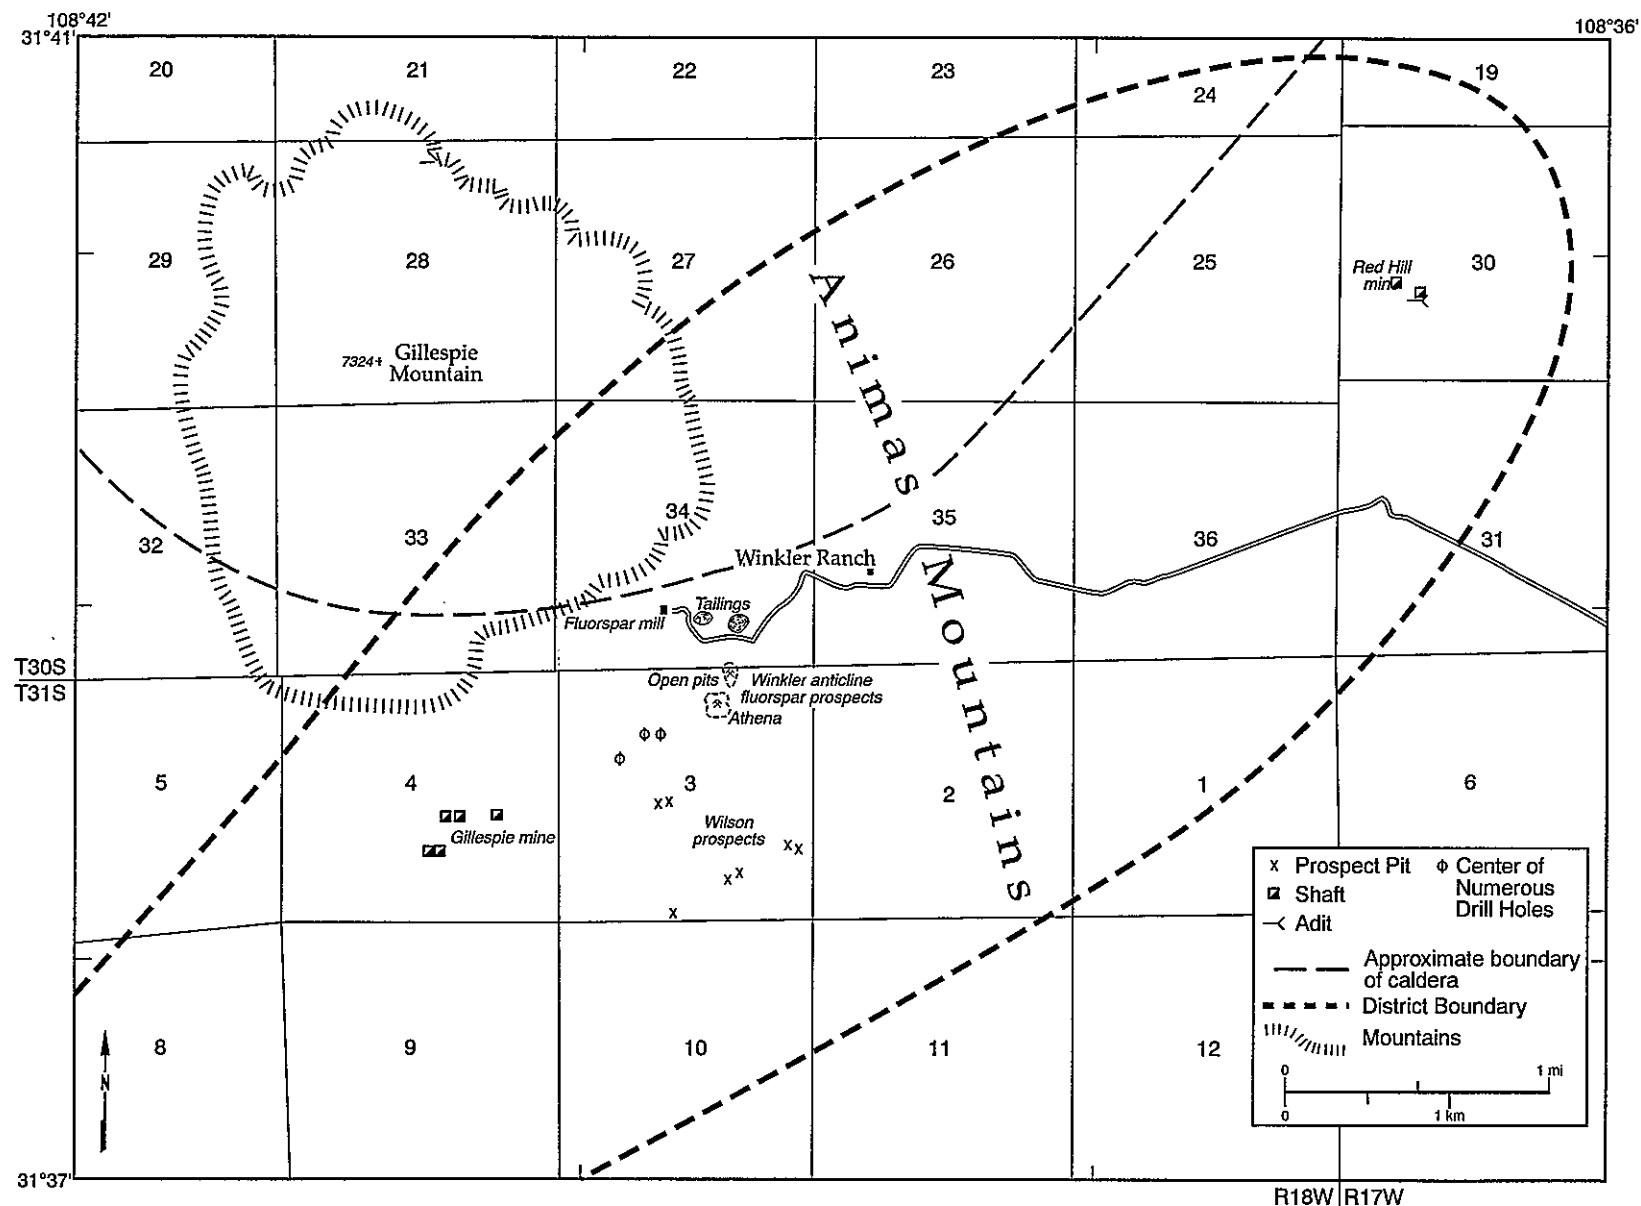 108°42'
108°36'
31°41'
20
21
22
23
24
19
29
28
27
26
25
30
Red Hill
mine
7324
Gillespie
Mountain
Animas
Mountains
32
33
34
35
36
31
Winkler Ranch
Fluorspar mill
Tailings
T30S
T31S
Open pits
Winkler anticline
fluorspar prospects
Athena
5
4
3
2
1
6
Gillespie mine
Wilson
prospects
8
9
10
11
12
N
x Prospect Pit
Shaft
Adit
Φ Center of
Numerous
Drill Holes
Approximate boundary
of caldera
District Boundary
Mountains
0 1 mi
0 1 km
31°37'
R18W R17W